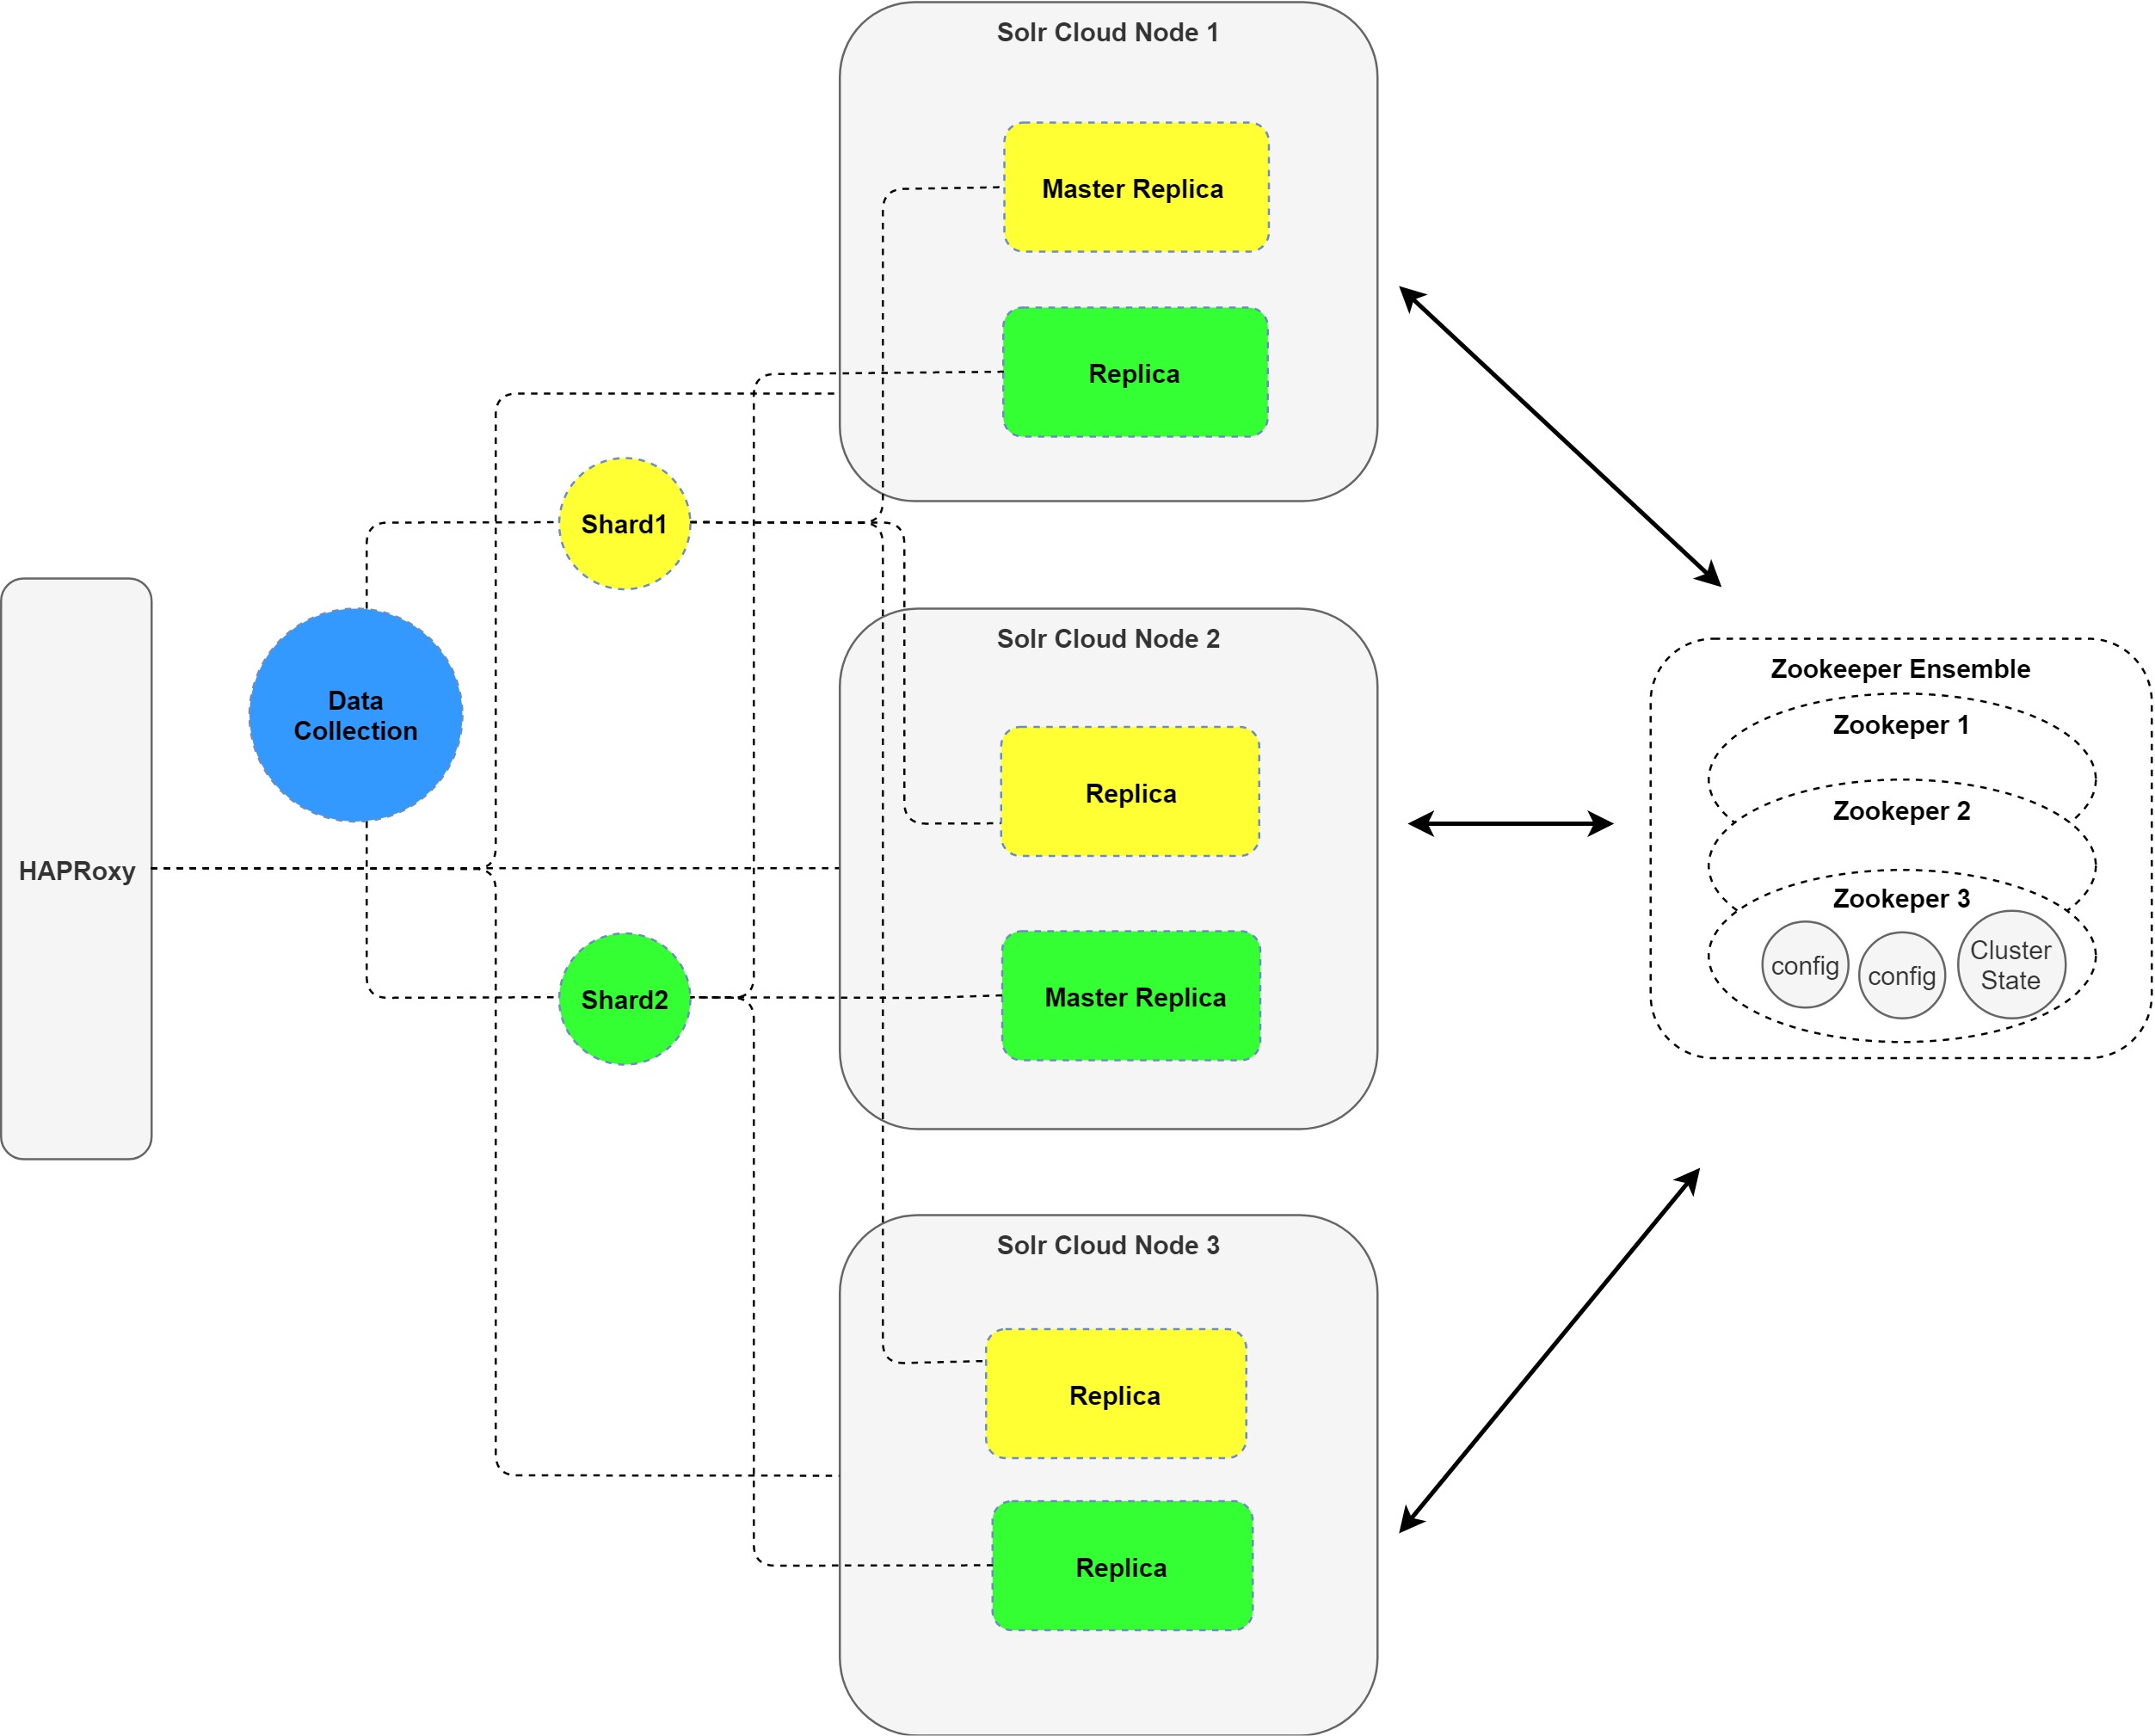 Solr Cloud Node 1
Master Replica
Replica
Shard1
Data
Collection
HAPRoxy
Shard2
Solr Cloud Node 2
Replica
Master Replica
Solr Cloud Node 3
Replica
Replica
Zookeeper Ensemble
Zookeper 1
Zookeper 2
Zookeper 3
config
config
Cluster
State